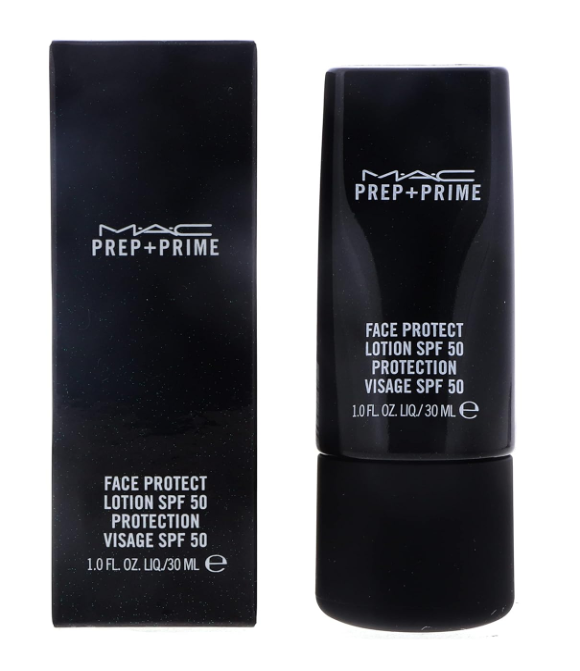 M·A·C
PREP+PRIME
FACE PROTECT
LOTION SPF 50
PROTECTION
VISAGE SPF 50
1.0 FL. OZ. LIQ./30 ML ℮
M·A·C
PREP+PRIME
FACE PROTECT
LOTION SPF 50
PROTECTION
VISAGE SPF 50
1.0 FL. OZ. LIQ./30 ML ℮